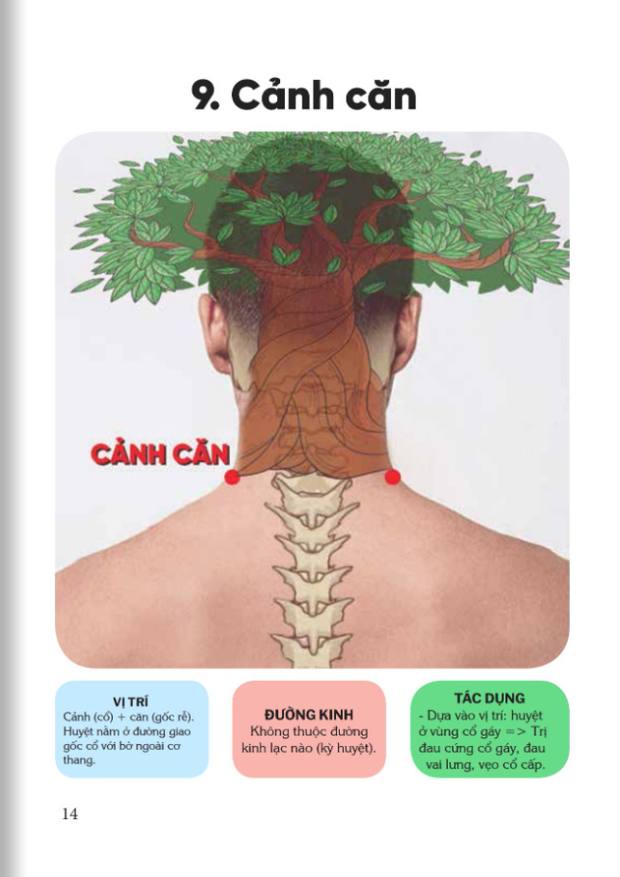 9. Cảnh căn
CẢNH CĂN
VỊ TRÍ
Cảnh (cổ) + căn (gốc rễ).
Huyệt nằm ở đường giao
gốc cổ với bờ ngoài cơ
thang.
ĐƯỜNG KINH
Không thuộc đường
kinh lạc nào (kỳ huyệt).
TÁC DỤNG
- Dựa vào vị trí: huyệt
ở vùng cổ gáy => Trị
đau cứng cổ gáy, đau
vai lưng, vẹo cổ cấp.
14